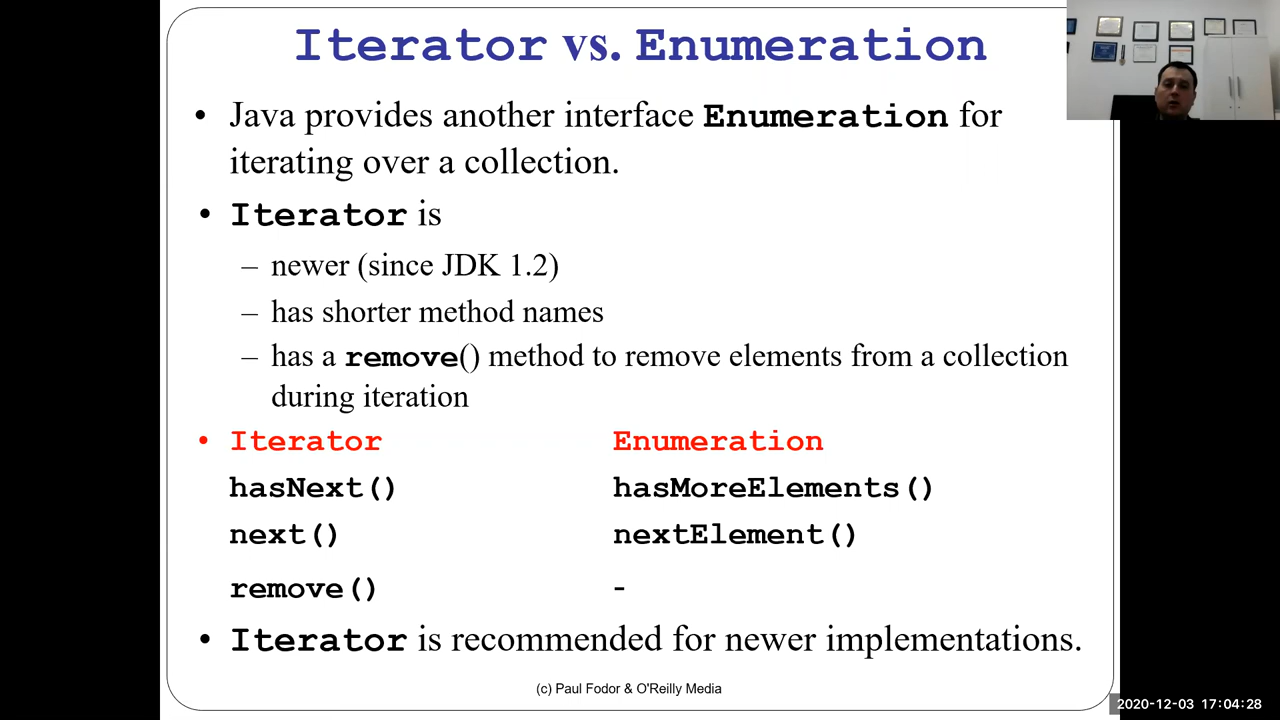 Iterator vs. Enumeration
• Java provides another interface Enumeration for
iterating over a collection.
• Iterator is
– newer (since JDK 1.2)
– has shorter method names
– has a remove() method to remove elements from a collection
during iteration
• Iterator Enumeration
hasNext() hasMoreElements()
next() nextElement()
remove() -
• Iterator is recommended for newer implementations.
(c) Paul Fodor & O'Reilly Media
2020-12-03 17:04:28